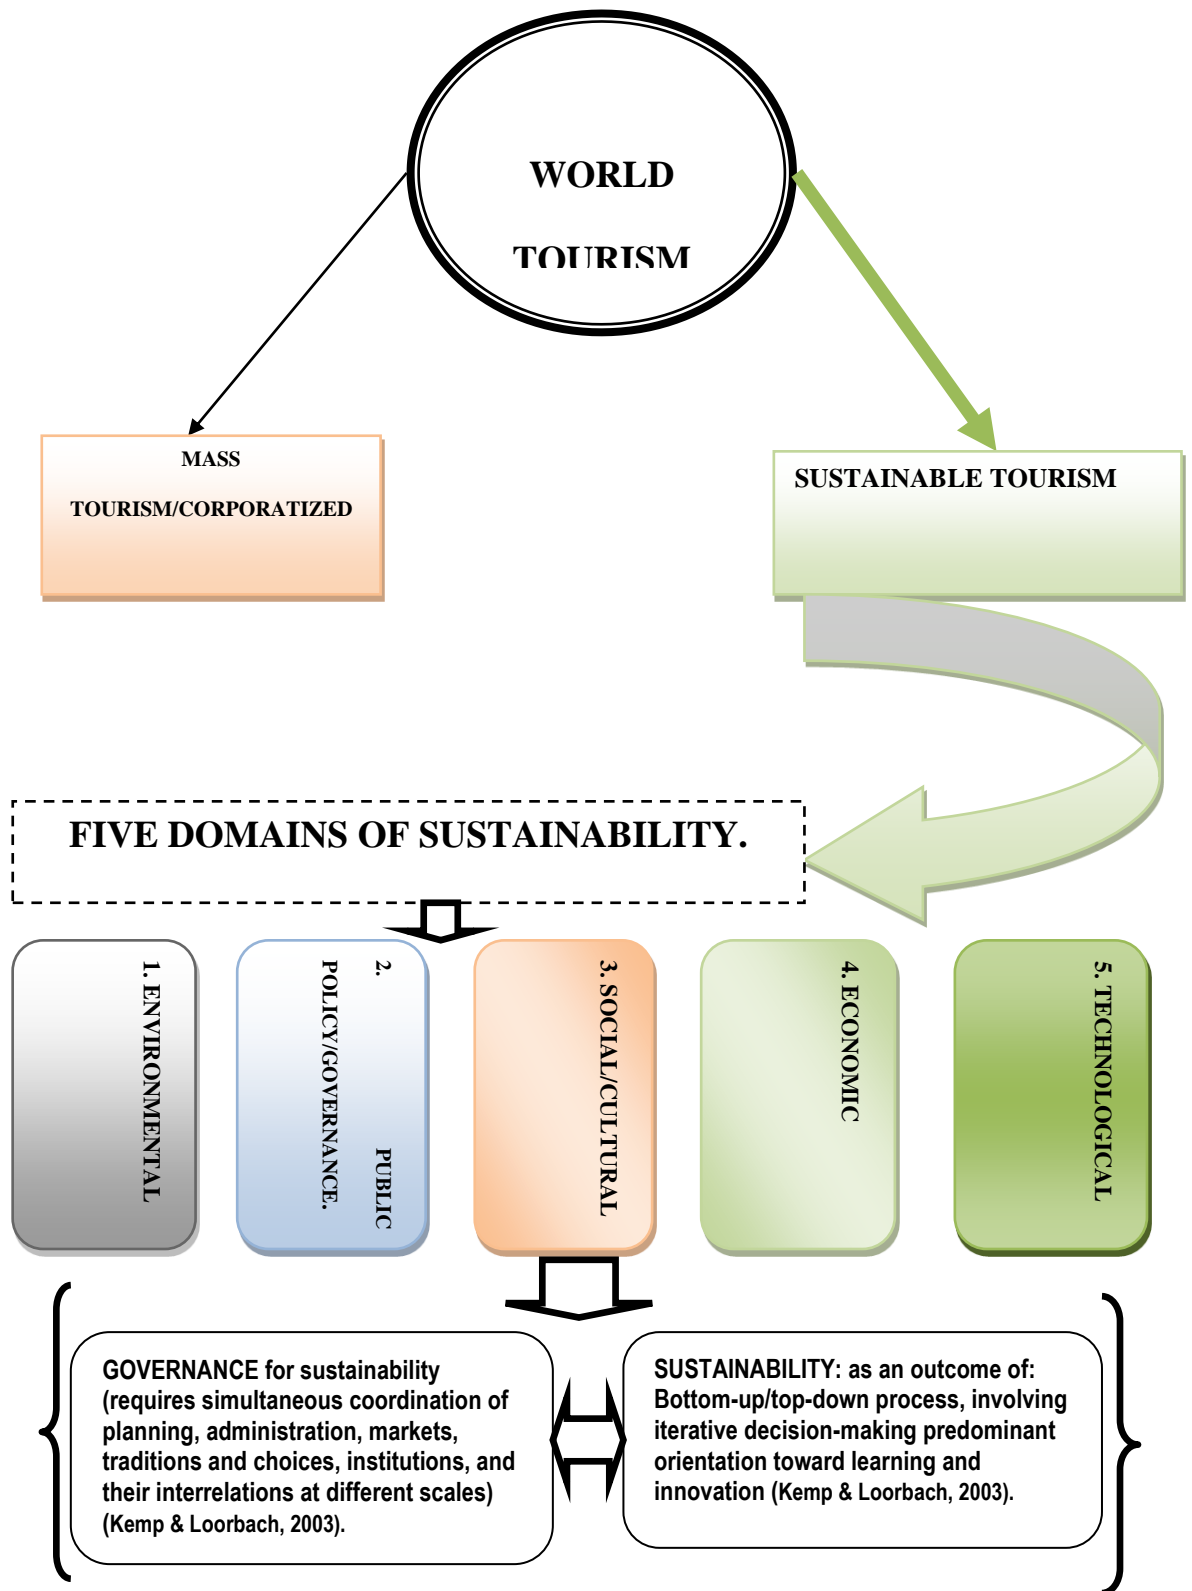 WORLD
TOURISM
MASS
TOURISM/CORPORATIZED
SUSTAINABLE TOURISM
FIVE DOMAINS OF SUSTAINABILITY.
1. ENVIRONMENTAL
2. PUBLIC
POLICY/GOVERNANCE.
3. SOCIAL/CULTURAL
4. ECONOMIC
5. TECHNOLOGICAL
GOVERNANCE for sustainability
(requires simultaneous coordination of
planning, administration, markets,
traditions and choices, institutions, and
their interrelations at different scales)
(Kemp & Loorbach, 2003).
SUSTAINABILITY: as an outcome of:
Bottom-up/top-down process, involving
iterative decision-making predominant
orientation toward learning and
innovation (Kemp & Loorbach, 2003).